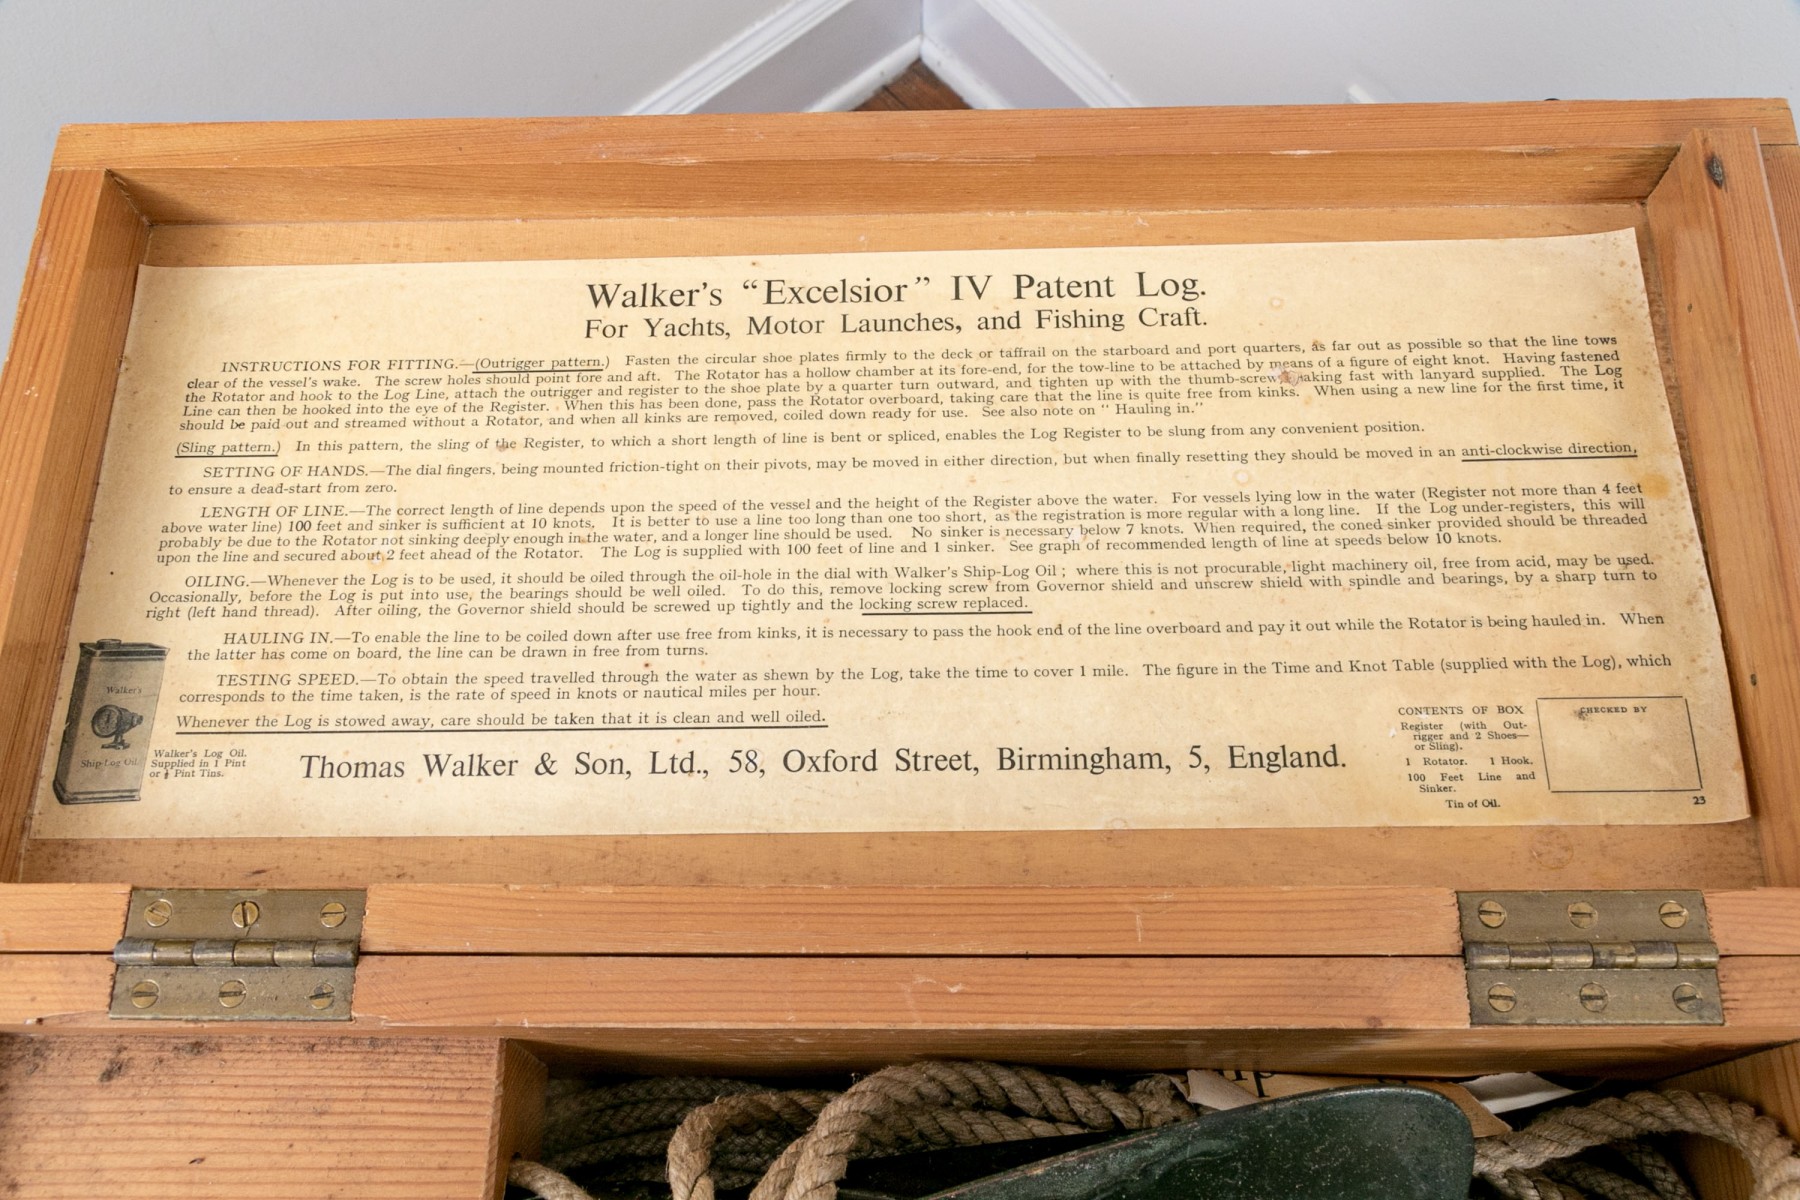 Walker's “Excelsior” IV Patent Log.
For Yachts, Motor Launches, and Fishing Craft.
INSTRUCTIONS FOR FITTING.—(Outrigger pattern.) Fasten the circular shoe plates firmly to the deck or taffrail on the starboard and port quarters, as far out as possible so that the line tows
clear of the vessel's wake. The screw holes should point fore and aft. The Rotator has a hollow chamber at its fore-end, for the tow-line to be attached by means of a figure of eight knot. Having fastened
the Rotator and hook to the Log Line, attach the outrigger and register to the shoe plate by a quarter turn outward, and tighten up with the thumb-screw, making fast with lanyard supplied. The Log
Line can then be hooked into the eye of the Register. When this has been done, pass the Rotator overboard, taking care that the line is quite free from kinks. When using a new line for the first time, it
should be paid out and streamed without a Rotator, and when all kinks are removed, coiled down ready for use. See also note on “ Hauling in.”
(Sling pattern.) In this pattern, the sling of the Register, to which a short length of line is bent or spliced, enables the Log Register to be slung from any convenient position.
SETTING OF HANDS.—The dial fingers, being mounted friction-tight on their pivots, may be moved in either direction, but when finally resetting they should be moved in an anti-clockwise direction,
to ensure a dead-start from zero.
LENGTH OF LINE.—The correct length of line depends upon the speed of the vessel and the height of the Register above the water. For vessels lying low in the water (Register not more than 4 feet
above water line) 100 feet and sinker is sufficient at 10 knots. It is better to use a line too long than one too short, as the registration is more regular with a long line. If the Log under-registers, this will
probably be due to the Rotator not sinking deeply enough in the water, and a longer line should be used. No sinker is necessary below 7 knots. When required, the coned sinker provided should be threaded
upon the line and secured about 2 feet ahead of the Rotator. The Log is supplied with 100 feet of line and 1 sinker. See graph of recommended length of line at speeds below 10 knots.
OILING.—Whenever the Log is to be used, it should be oiled through the oil-hole in the dial with Walker's Ship-Log Oil ; where this is not procurable, light machinery oil, free from acid, may be used.
Occasionally, before the Log is put into use, the bearings should be well oiled. To do this, remove locking screw from Governor shield and unscrew shield with spindle and bearings, by a sharp turn to
right (left hand thread). After oiling, the Governor shield should be screwed up tightly and the locking screw replaced.
HAULING IN.—To enable the line to be coiled down after use free from kinks, it is necessary to pass the hook end of the line overboard and pay it out while the Rotator is being hauled in. When
the latter has come on board, the line can be drawn in free from turns.
TESTING SPEED.—To obtain the speed travelled through the water as shewn by the Log, take the time to cover 1 mile. The figure in the Time and Knot Table (supplied with the Log), which
corresponds to the time taken, is the rate of speed in knots or nautical miles per hour.
Whenever the Log is stowed away, care should be taken that it is clean and well oiled.
Walker's
Ship-Log Oil.
Walker's Log Oil.
Supplied in 1 Pint
or ½ Pint Tins.
Thomas Walker & Son, Ltd., 58, Oxford Street, Birmingham, 5, England.
CONTENTS OF BOX
Register (with Out-
rigger and 2 Shoes—
or Sling).
1 Rotator. 1 Hook.
100 Feet Line and
Sinker.
Tin of Oil.
CHECKED BY
23